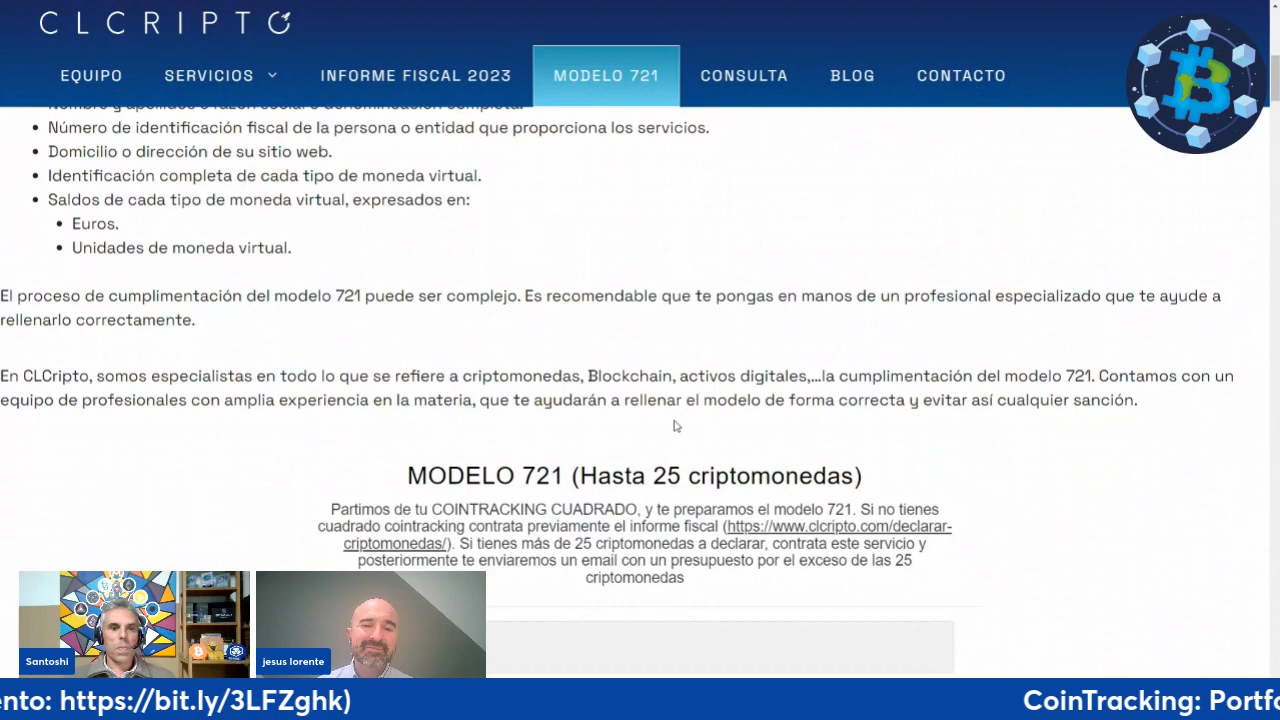 CLCRIPTO
EQUIPO SERVICIOS INFORME FISCAL 2023 MODELO 721 CONSULTA BLOG CONTACTO
Nombre y apellidos o razón social o denominación completa.
Número de identificación fiscal de la persona o entidad que proporciona los servicios.
Domicilio o dirección de su sitio web.
Identificación completa de cada tipo de moneda virtual.
Saldos de cada tipo de moneda virtual, expresados en:
Euros.
Unidades de moneda virtual.
El proceso de cumplimentación del modelo 721 puede ser complejo. Es recomendable que te pongas en manos de un profesional especializado que te ayude a
rellenarlo correctamente.
En CLCripto, somos especialistas en todo lo que se refiere a criptomonedas, Blockchain, activos digitales,...la cumplimentación del modelo 721. Contamos con un
equipo de profesionales con amplia experiencia en la materia, que te ayudarán a rellenar el modelo de forma correcta y evitar así cualquier sanción.
MODELO 721 (Hasta 25 criptomonedas)
Partimos de tu COINTRACKING CUADRADO, y te preparamos el modelo 721. Si no tienes
cuadrado cointracking contrata previamente el informe fiscal (https://www.clcripto.com/declarar-
criptomonedas/). Si tienes más de 25 criptomonedas a declarar, contrata este servicio y
posteriormente te enviaremos un email con un presupuesto por el exceso de las 25
criptomonedas
Santoshi
jesus lorente
ento: https://bit.ly/3LFZghk) CoinTracking: Portfo